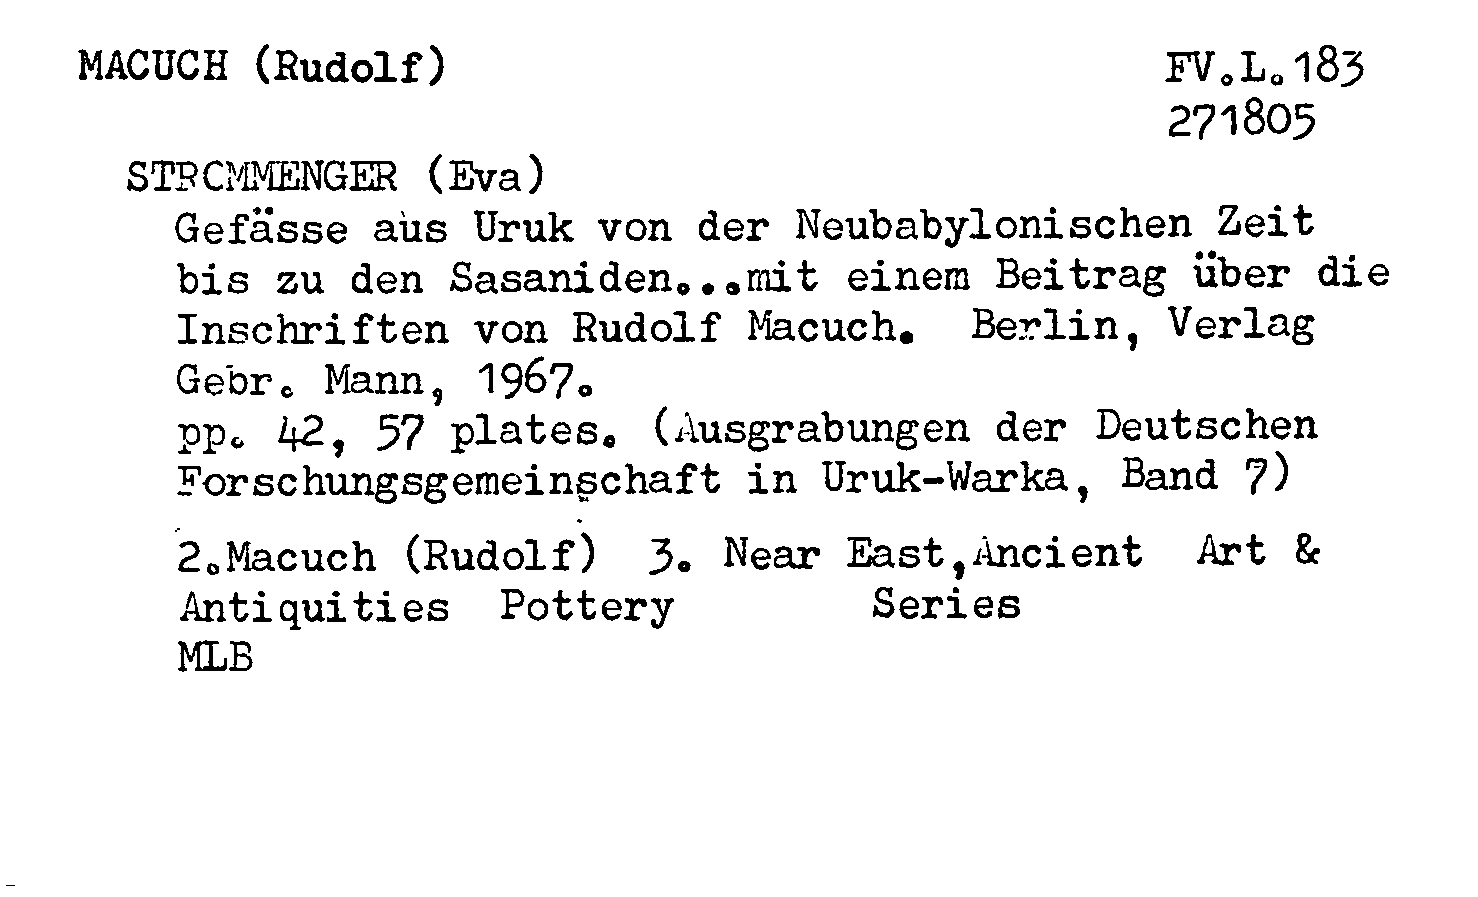 MACUCH (Rudolf) FV.L.183
271805
STROMMENGER (Eva)
Gefässe aus Uruk von der Neubabylonischen Zeit
bis zu den Sasaniden...mit einem Beitrag über die
Inschriften von Rudolf Macuch. Berlin, Verlag
Gebr. Mann, 1967.
pp. 42, 57 plates. (Ausgrabungen der Deutschen
Forschungsgemeinschaft in Uruk-Warka, Band 7)
2.Macuch (Rudolf) 3. Near East,Ancient Art &
Antiquities Pottery Series
MLB